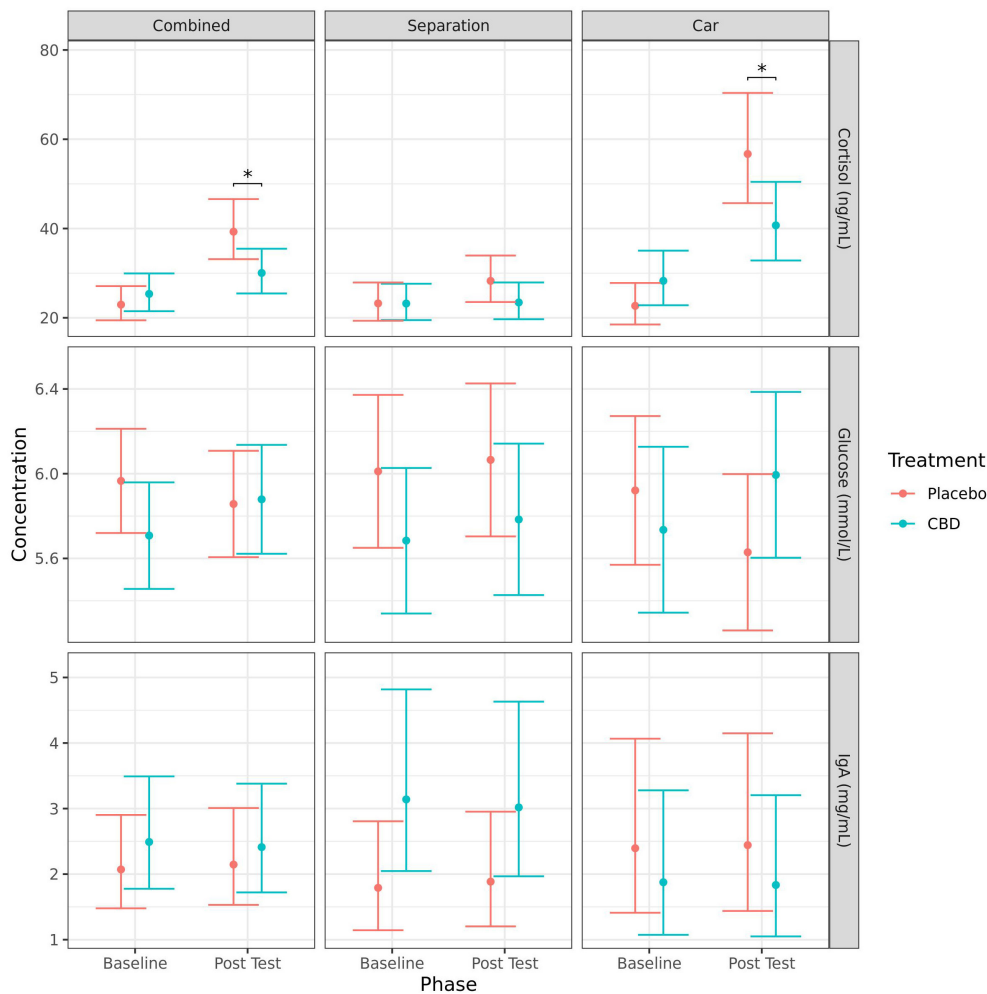 Combined Separation Car
80
60
40
20
Cortisol (ng/mL)
*
*
6.4
6.0
5.6
Glucose (mmol/L)
5
4
3
2
1
IgA (mg/mL)
Concentration
Baseline Post Test Baseline Post Test Baseline Post Test
Phase
Treatment
Placebo
CBD